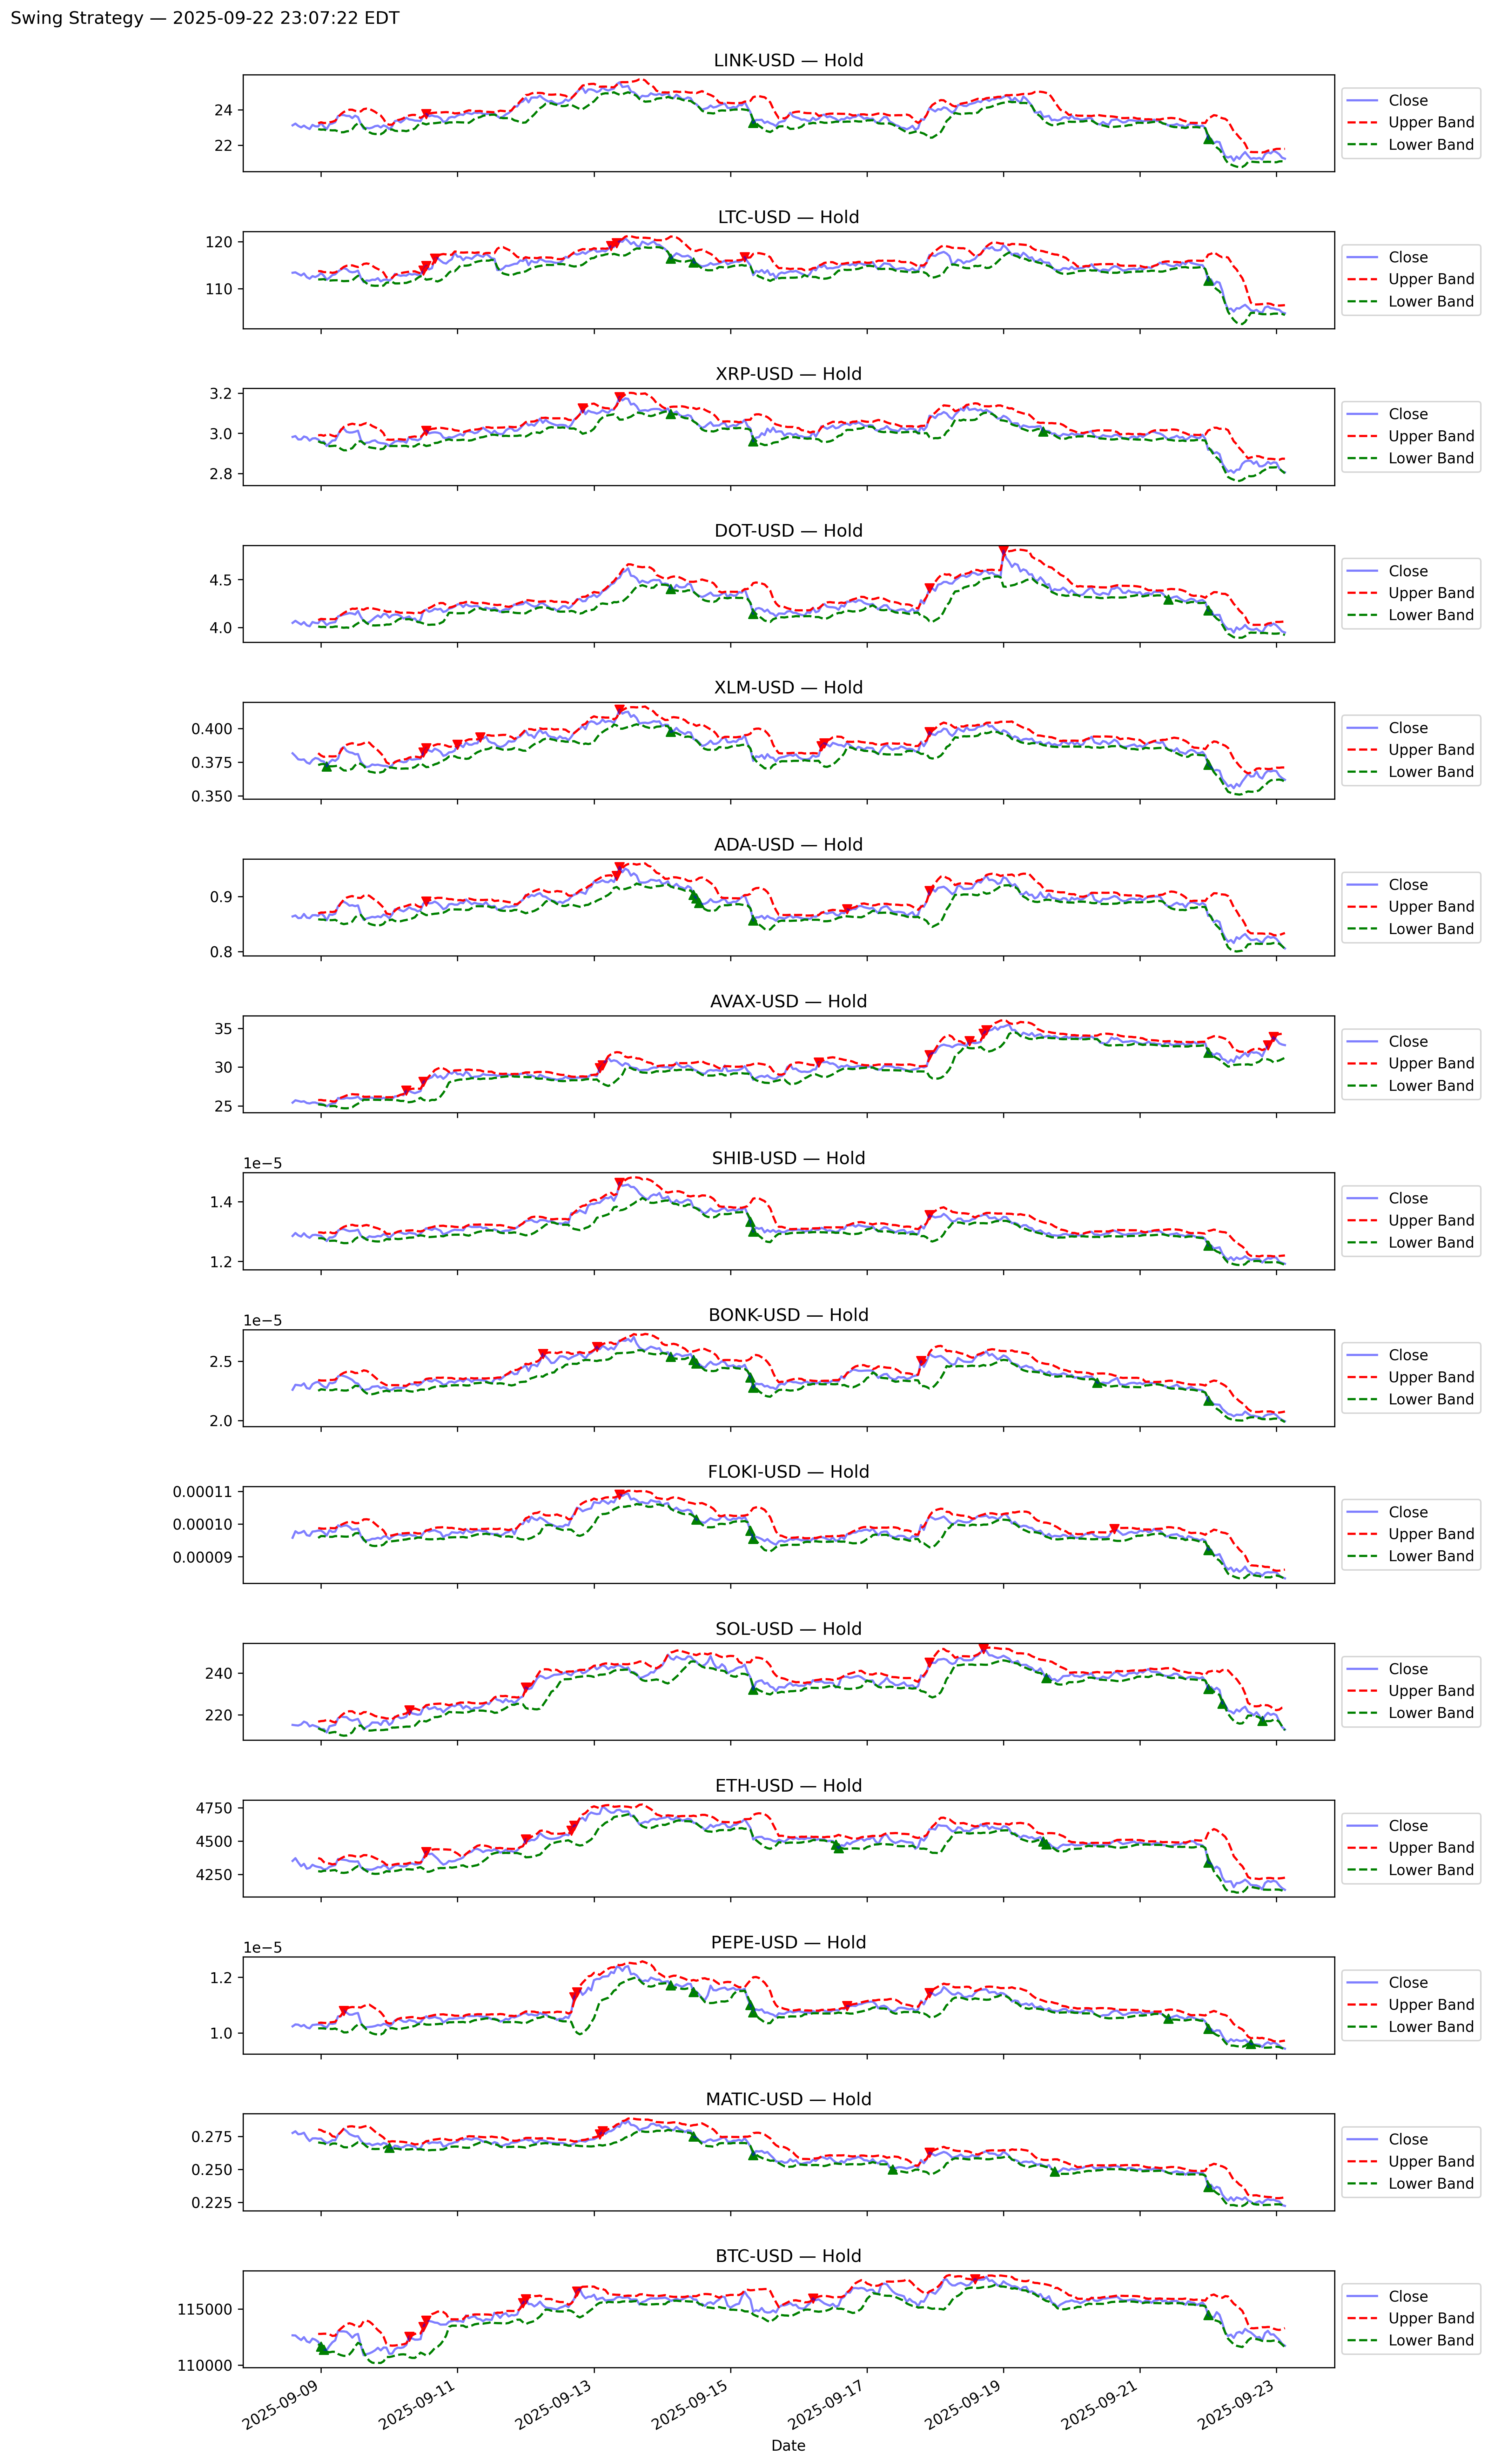 Swing Strategy — 2025-09-22 23:07:22 EDT
LINK-USD — Hold
24
22
Close
Upper Band
Lower Band
LTC-USD — Hold
120
110
Close
Upper Band
Lower Band
XRP-USD — Hold
3.2
3.0
2.8
Close
Upper Band
Lower Band
DOT-USD — Hold
4.5
4.0
Close
Upper Band
Lower Band
XLM-USD — Hold
0.400
0.375
0.350
Close
Upper Band
Lower Band
ADA-USD — Hold
0.9
0.8
Close
Upper Band
Lower Band
AVAX-USD — Hold
35
30
25
Close
Upper Band
Lower Band
SHIB-USD — Hold
1e−5
1.4
1.2
Close
Upper Band
Lower Band
BONK-USD — Hold
1e−5
2.5
2.0
Close
Upper Band
Lower Band
FLOKI-USD — Hold
0.00011
0.00010
0.00009
Close
Upper Band
Lower Band
SOL-USD — Hold
240
220
Close
Upper Band
Lower Band
ETH-USD — Hold
4750
4500
4250
Close
Upper Band
Lower Band
PEPE-USD — Hold
1e−5
1.2
1.0
Close
Upper Band
Lower Band
MATIC-USD — Hold
0.275
0.250
0.225
Close
Upper Band
Lower Band
BTC-USD — Hold
115000
110000
Close
Upper Band
Lower Band
2025-09-09
2025-09-11
2025-09-13
2025-09-15
2025-09-17
2025-09-19
2025-09-21
2025-09-23
Date